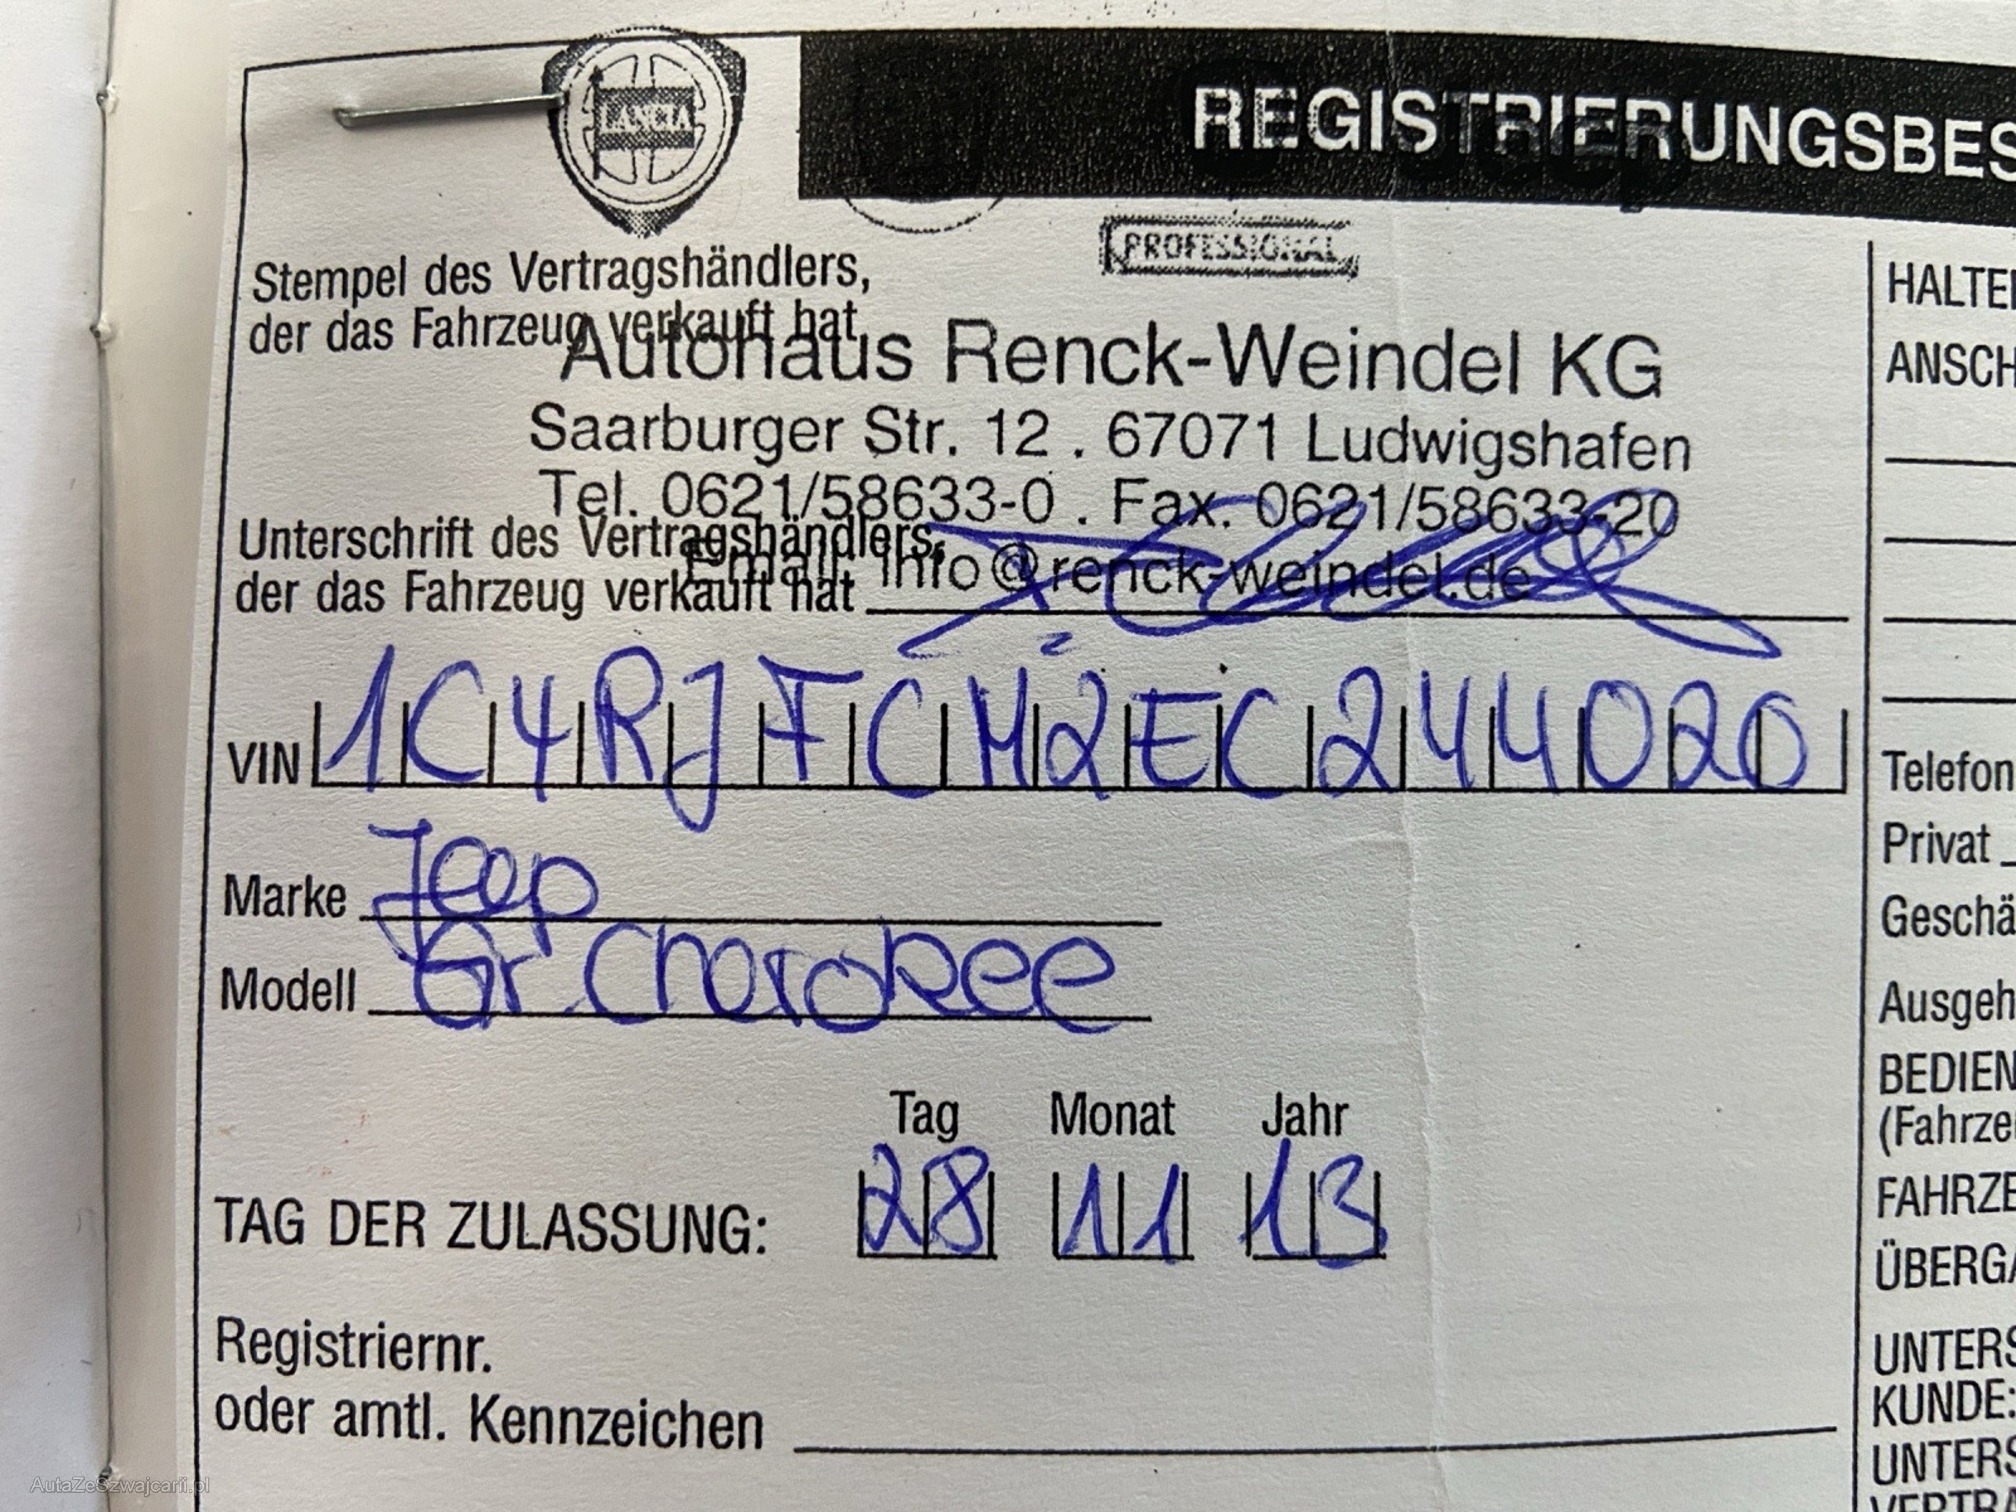 LANCIA
REGISTRIERUNGSBES
PROFESSIONAL
Stempel des Vertragshändlers,
der das Fahrzeug verkauft hat
Autohaus Renck-Weindel KG
Saarburger Str. 12 . 67071 Ludwigshafen
Tel. 0621/58633-0 . Fax. 0621/58633-20
Unterschrift des Vertragshändlers,
Email: info@renck-weindel.de
der das Fahrzeug verkauft hat
VIN 1C4RJFCM2EC244020
Marke Jeep
Modell Gr. Cherokee
Tag Monat Jahr
TAG DER ZULASSUNG: 28 11 13
Registriernr.
oder amtl. Kennzeichen
HALTE
ANSCH
Telefon
Privat
Geschä
Ausgeh
BEDIEN
(Fahrze
FAHRZE
ÜBERGA
UNTERS
KUNDE:
UNTERS
VERTRA
AutaZeSzwajcarii.pl